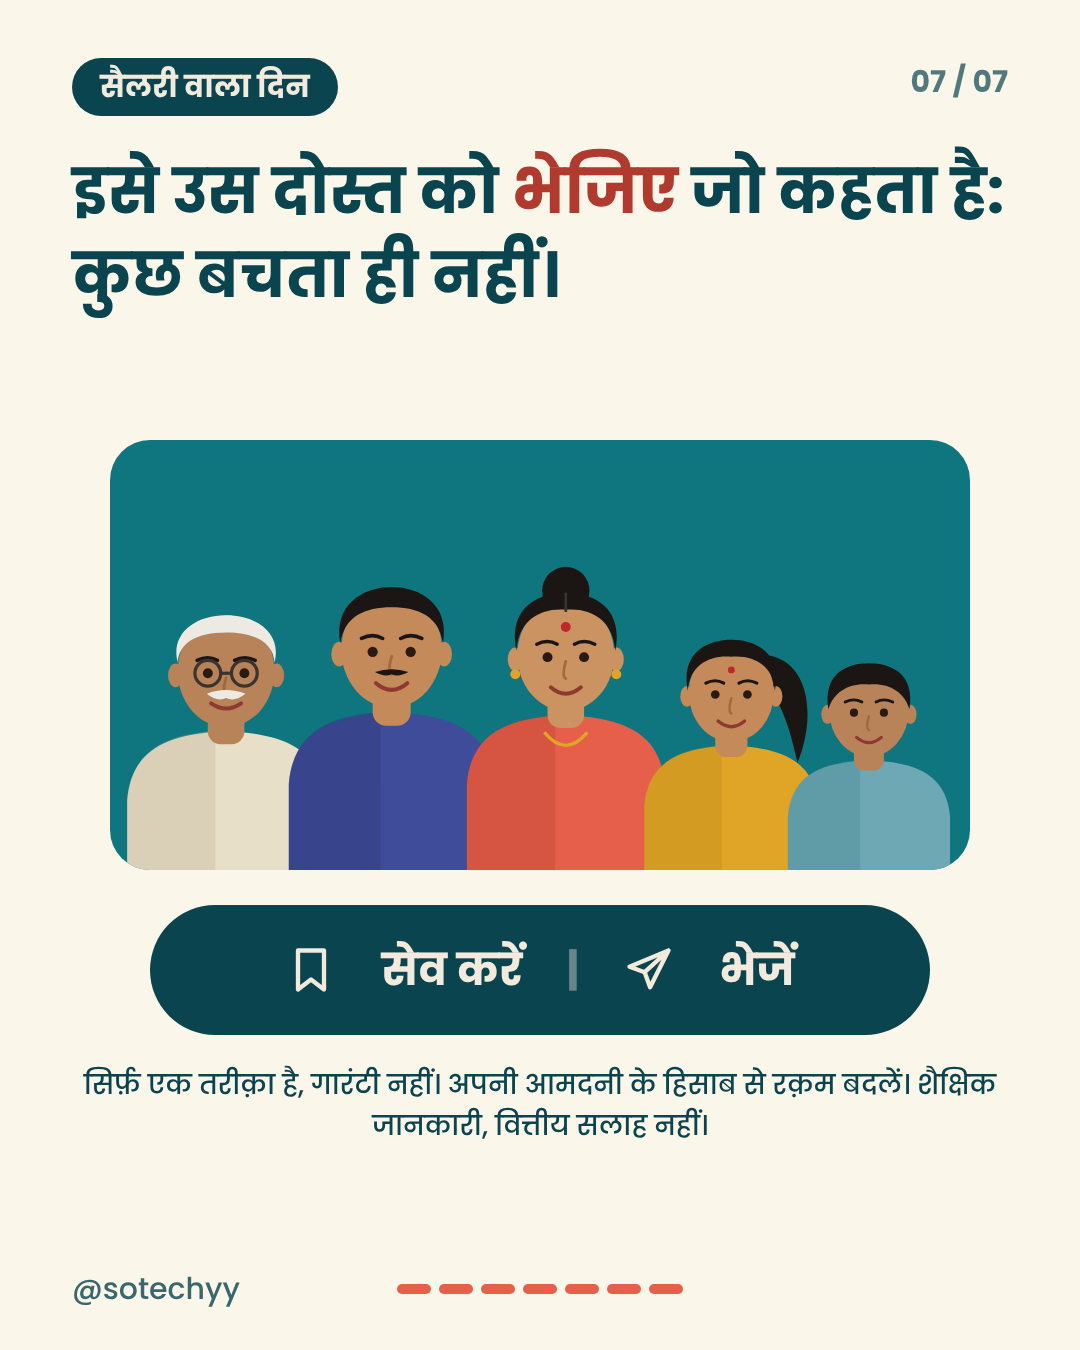 सैलरी वाला दिन
07 / 07
इसे उस दोस्त को भेजिए जो कहता है:
कुछ बचता ही नहीं।
सेव करें | भेजें
सिर्फ़ एक तरीक़ा है, गारंटी नहीं। अपनी आमदनी के हिसाब से रक़म बदलें। शैक्षिक
जानकारी, वित्तीय सलाह नहीं।
@sotechyy